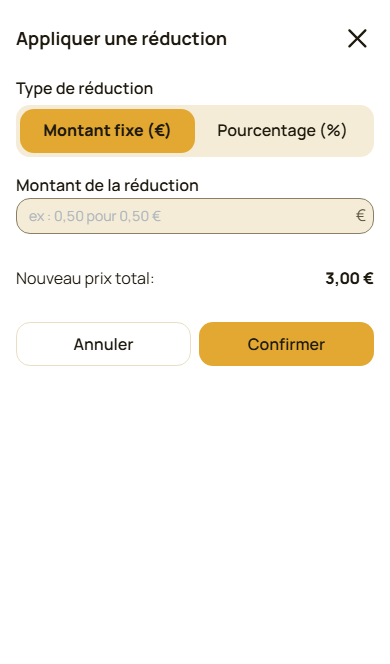 Appliquer une réduction
Type de réduction
Montant fixe (€) Pourcentage (%)
Montant de la réduction
ex : 0,50 pour 0,50 € €
Nouveau prix total: 3,00 €
Annuler Confirmer